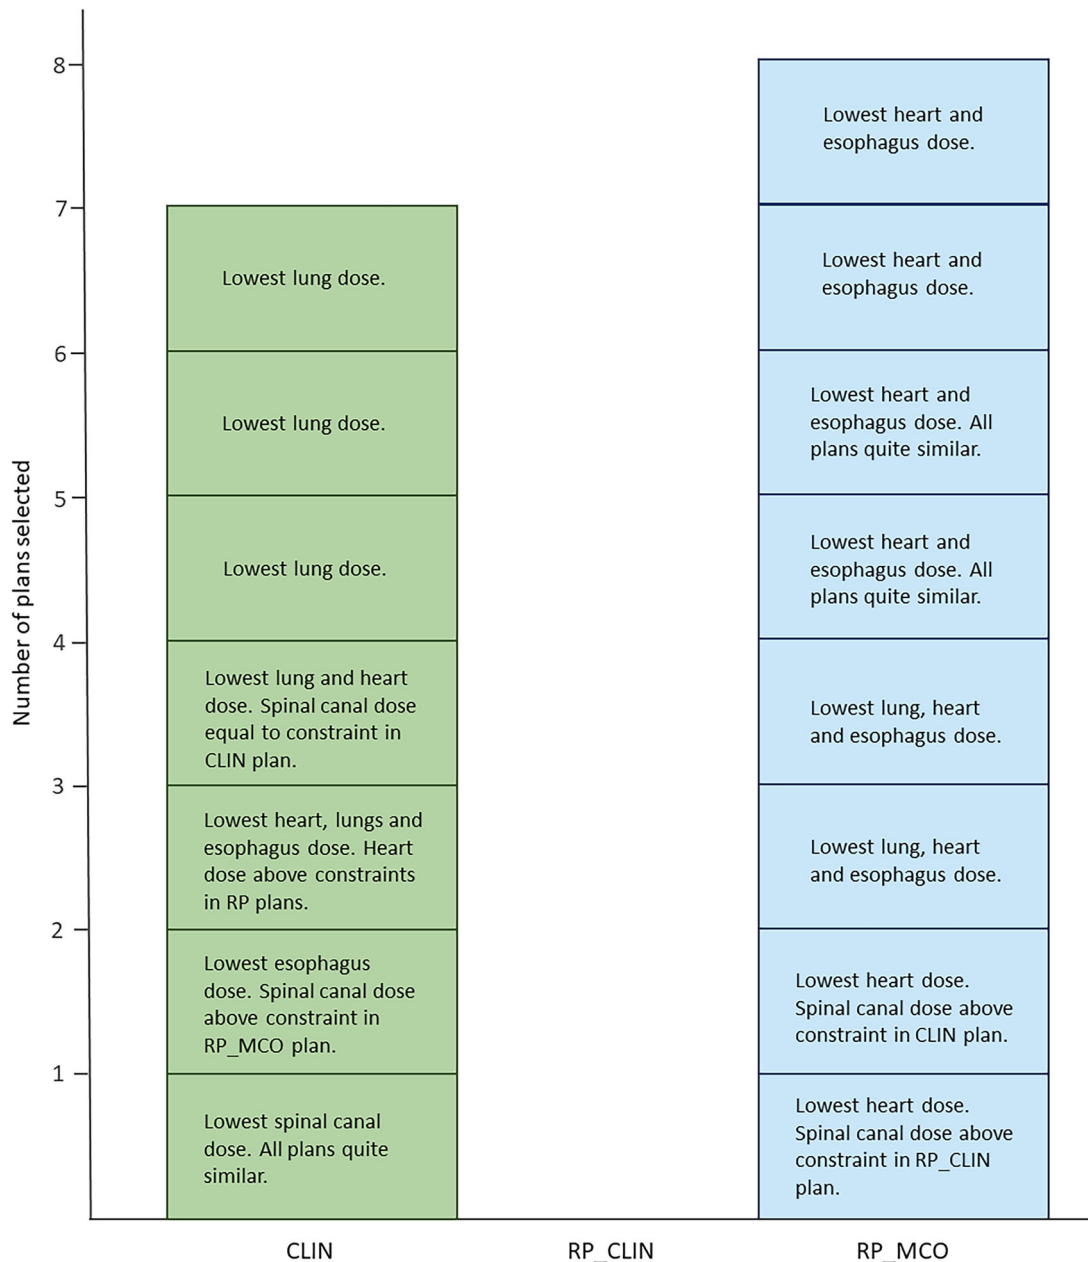 Number of plans selected
8
7
6
5
4
3
2
1
Lowest lung dose.
Lowest lung dose.
Lowest lung dose.
Lowest lung and heart
dose. Spinal canal dose
equal to constraint in
CLIN plan.
Lowest heart, lungs and
esophagus dose. Heart
dose above constraints
in RP plans.
Lowest esophagus
dose. Spinal canal dose
above constraint in
RP_MCO plan.
Lowest spinal canal
dose. All plans quite
similar.
Lowest heart and
esophagus dose.
Lowest heart and
esophagus dose.
Lowest heart and
esophagus dose. All
plans quite similar.
Lowest heart and
esophagus dose. All
plans quite similar.
Lowest lung, heart
and esophagus dose.
Lowest lung, heart
and esophagus dose.
Lowest heart dose.
Spinal canal dose above
constraint in CLIN plan.
Lowest heart dose.
Spinal canal dose above
constraint in RP_CLIN
plan.
CLIN
RP_CLIN
RP_MCO